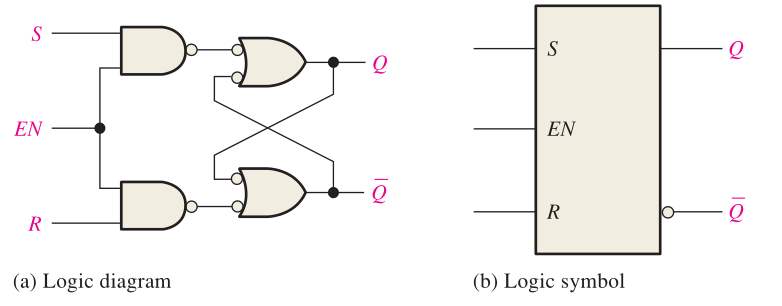 S
EN
R
Q
Q̅
(a) Logic diagram
S
EN
R
Q
Q̅
(b) Logic symbol